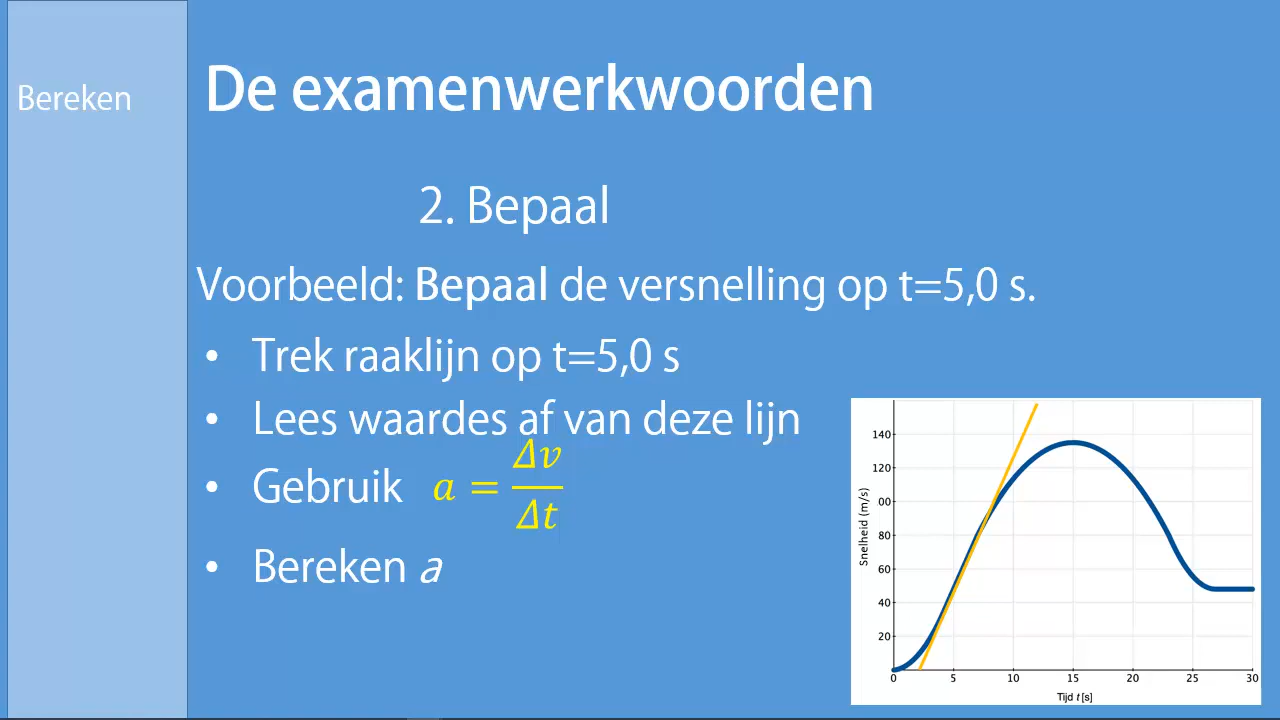 Bereken
De examenwerkwoorden
2. Bepaal
Voorbeeld: Bepaal de versnelling op t=5,0 s.
• Trek raaklijn op t=5,0 s
• Lees waardes af van deze lijn
• Gebruik a = Δv/Δt
• Bereken a
140
120
00
80
60
40
20
Snelheid (m/s)
0 5 10 15 20 25 30
Tijd t [s]